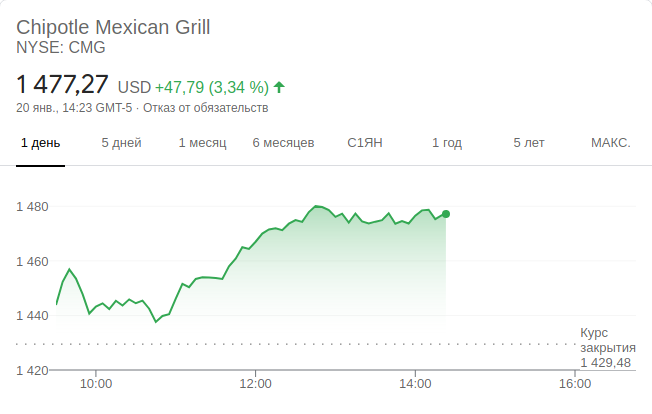 Chipotle Mexican Grill
NYSE: CMG
1 477,27 USD +47,79 (3,34 %)
20 янв., 14:23 GMT-5 · Отказ от обязательств
1 день 5 дней 1 месяц 6 месяцев С1ЯН 1 год 5 лет МАКС.
1 480
1 460
1 440
Курс
закрытия
1 429,48
1 420
10:00 12:00 14:00 16:00